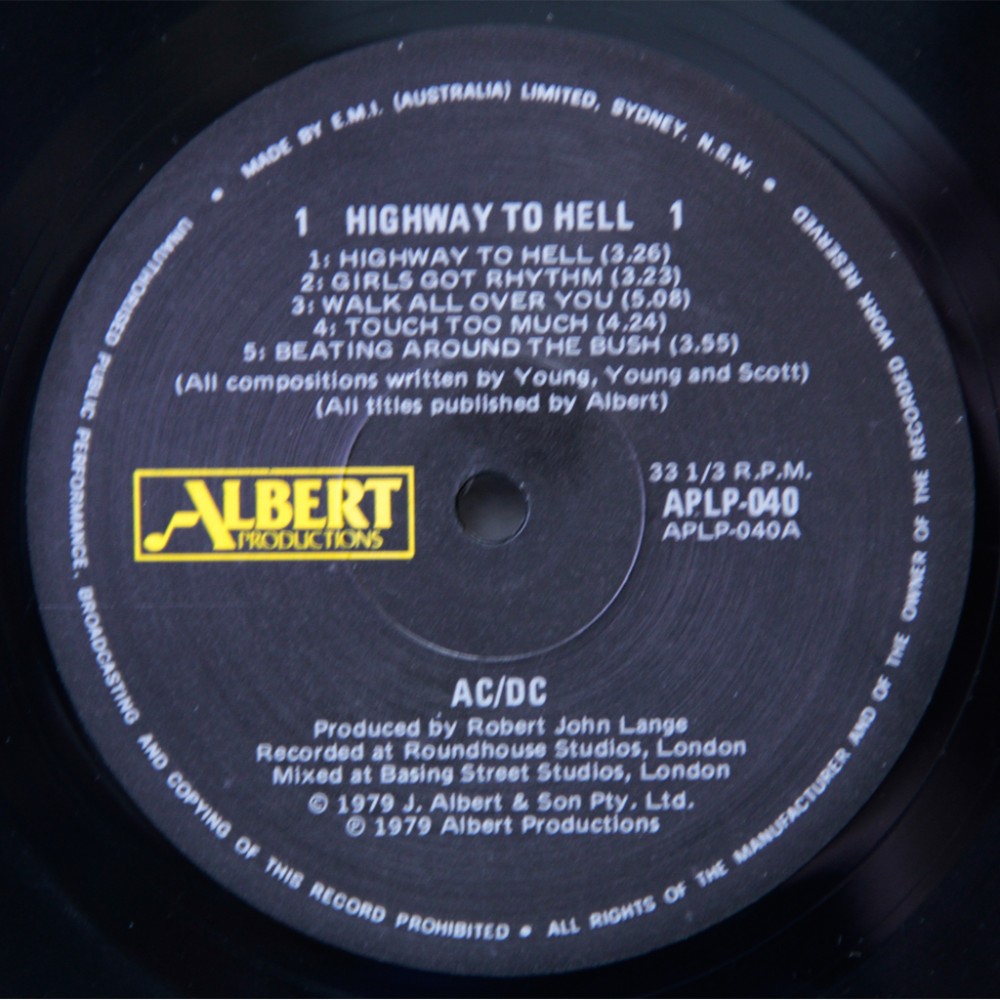 MADE BY E.M.I. (AUSTRALIA) LIMITED, SYDNEY, N.S.W. •
1 HIGHWAY TO HELL 1
1: HIGHWAY TO HELL (3.26)
2: GIRLS GOT RHYTHM (3.23)
3: WALK ALL OVER YOU (5.08)
4: TOUCH TOO MUCH (4.24)
5: BEATING AROUND THE BUSH (3.55)
(All compositions written by Young, Young and Scott)
(All titles published by Albert)
ALBERT
PRODUCTIONS
33 1/3 R.P.M.
APLP-040
APLP-040A
AC/DC
Produced by Robert John Lange
Recorded at Roundhouse Studios, London
Mixed at Basing Street Studios, London
© 1979 J. Albert & Son Pty. Ltd.
℗ 1979 Albert Productions
• UNAUTHORISED PUBLIC PERFORMANCE, BROADCASTING AND COPYING OF THIS RECORD PROHIBITED • ALL RIGHTS OF THE MANUFACTURER AND OF THE OWNER OF THE RECORDED WORK RESERVED